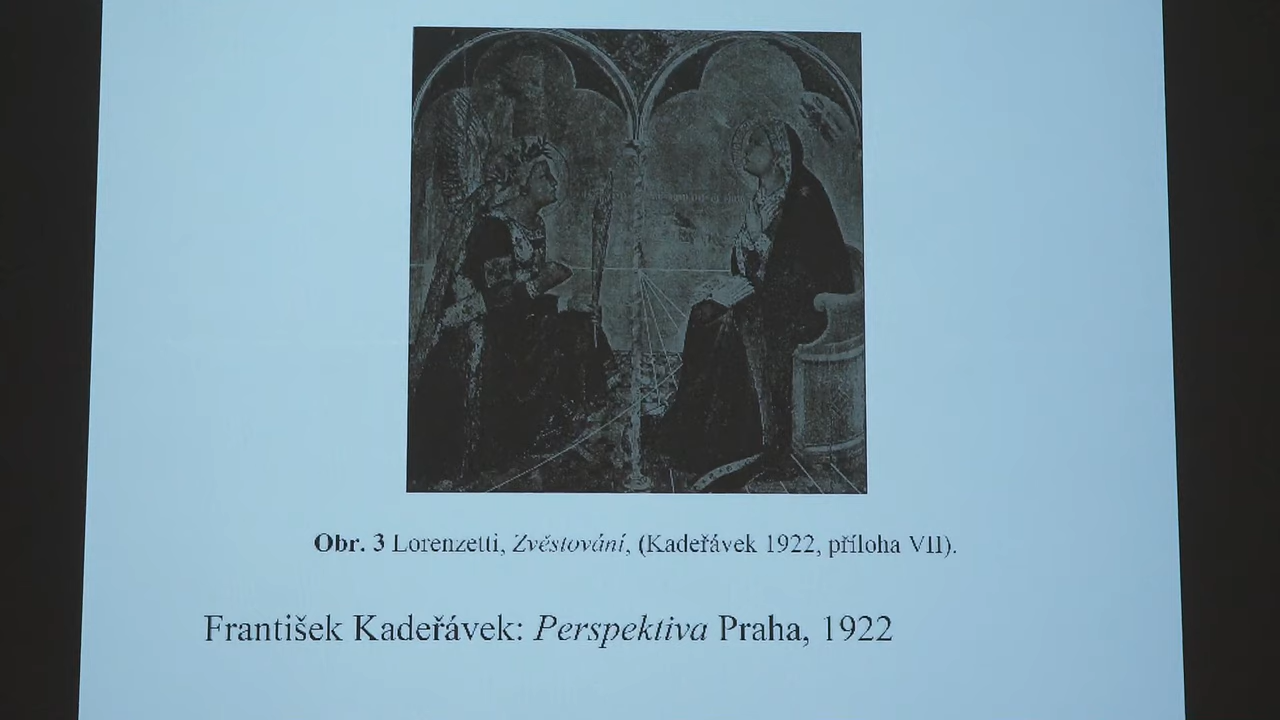 Obr. 3 Lorenzetti, Zvěstování, (Kadeřávek 1922, příloha VII).
František Kadeřávek: Perspektiva Praha, 1922